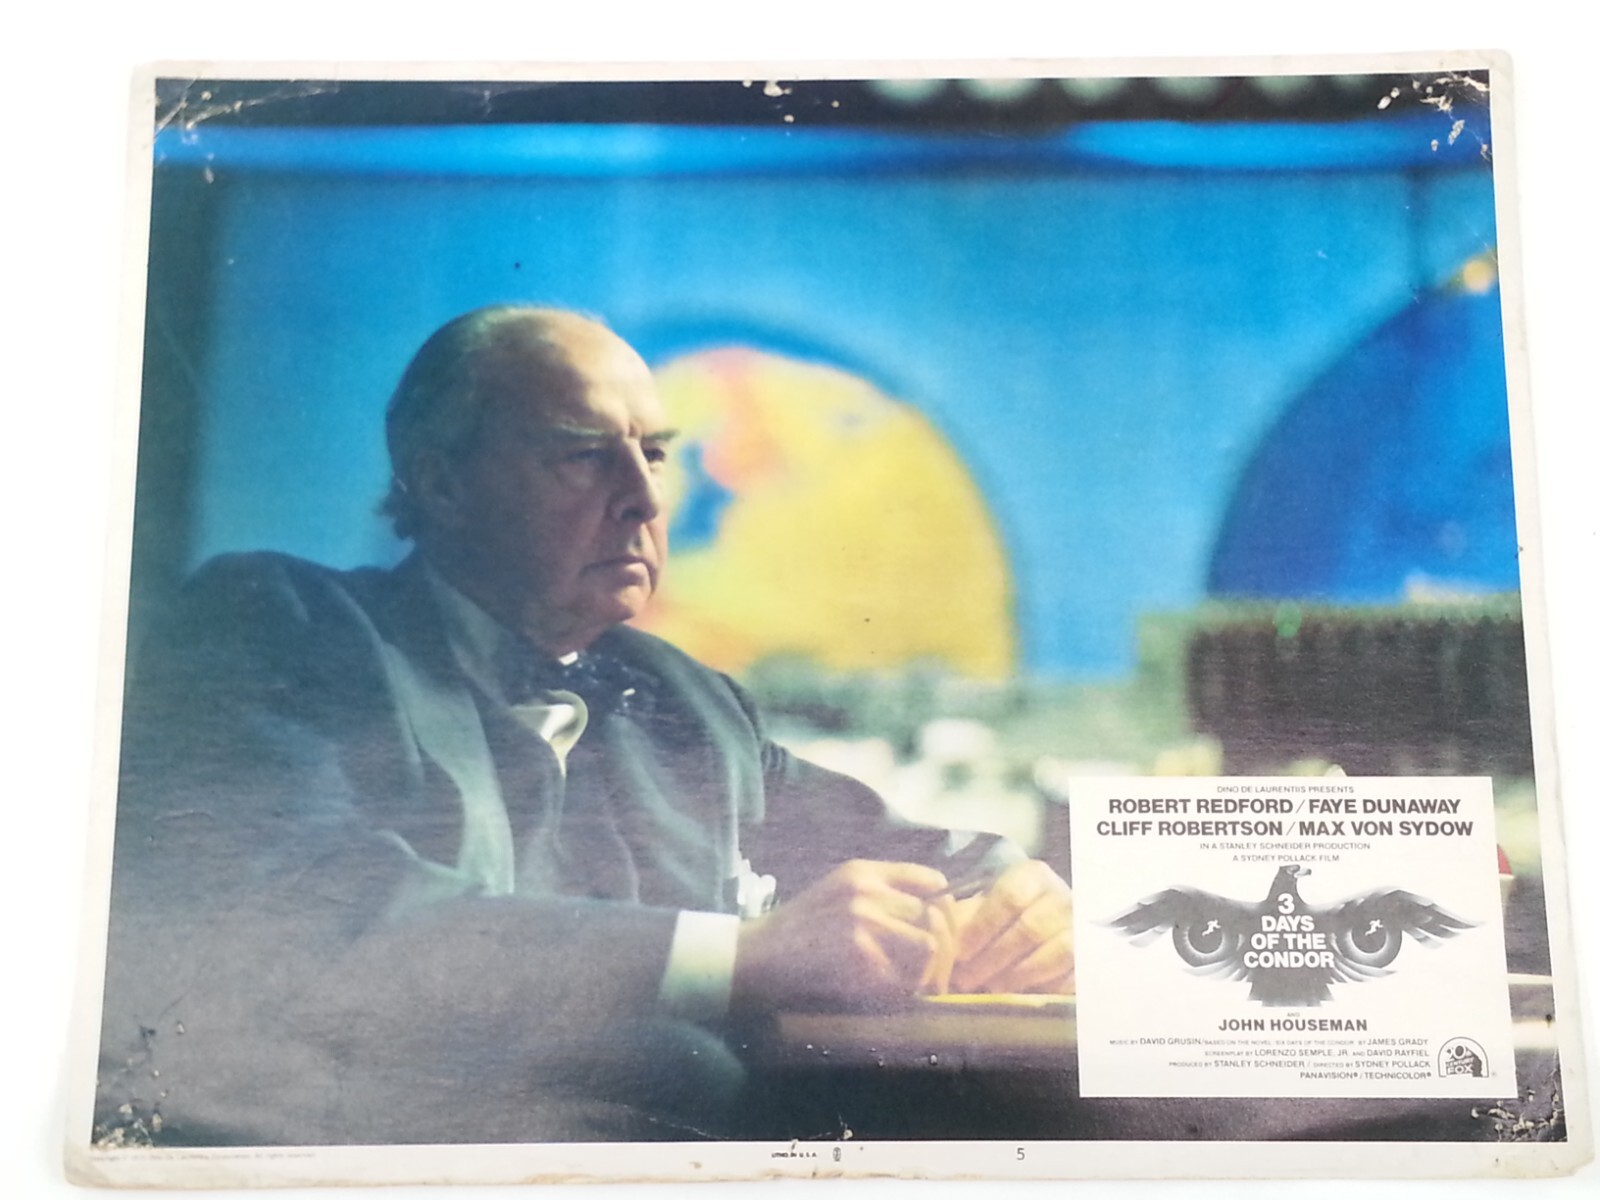 DINO DE LAURENTIIS PRESENTS
ROBERT REDFORD / FAYE DUNAWAY
CLIFF ROBERTSON / MAX VON SYDOW
IN A STANLEY SCHNEIDER PRODUCTION
A SYDNEY POLLACK FILM
3
DAYS
OF THE
CONDOR
AND
JOHN HOUSEMAN
MUSIC BY DAVID GRUSIN / BASED ON THE NOVEL "SIX DAYS OF THE CONDOR" BY JAMES GRADY
SCREENPLAY BY LORENZO SEMPLE, JR. AND DAVID RAYFIEL
PRODUCED BY STANLEY SCHNEIDER / DIRECTED BY SYDNEY POLLACK
PANAVISION® / TECHNICOLOR®
20
CENTURY
FOX
LITHO. IN U.S.A.
5